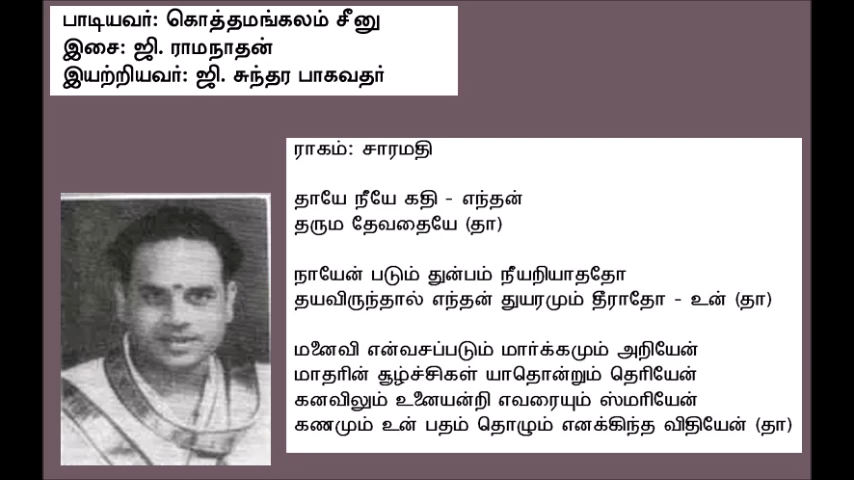 பாடியவர்: கொத்தமங்கலம் சீனு
இசை: ஜி. ராமநாதன்
இயற்றியவர்: ஜி. சுந்தர பாகவதர்
ராகம்: சாரமதி
தாயே நீயே கதி - எந்தன்
தரும தேவதையே (தா)
நாயேன் படும் துன்பம் நீயறியாததோ
தயவிருந்தால் எந்தன் துயரமும் தீராதோ - உன் (தா)
மனைவி என்வசப்படும் மார்க்கமும் அறியேன்
மாதரின் சூழ்ச்சிகள் யாதொன்றும் தெரியேன்
கனவிலும் உனையன்றி எவரையும் ஸ்மரியேன்
கணமும் உன் பதம் தொழும் எனக்கிந்த விதியேன் (தா)